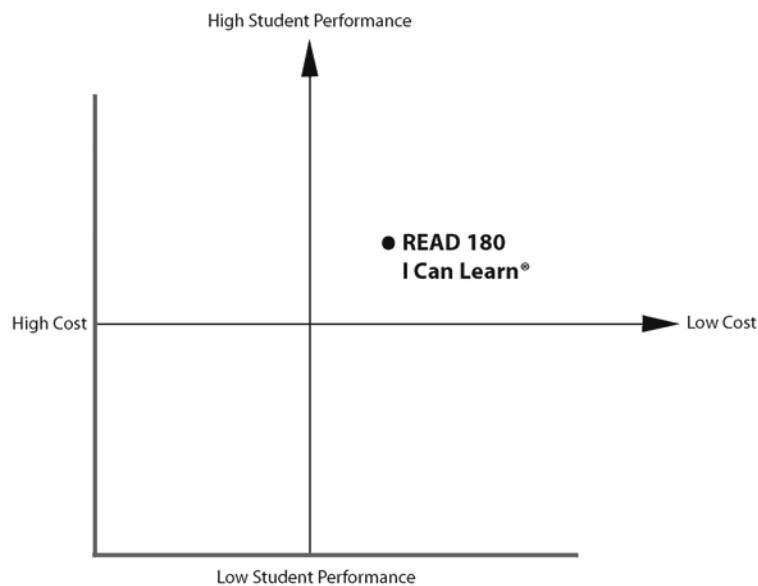 High Student Performance
READ 180
I Can Learn®
High Cost
Low Cost
Low Student Performance